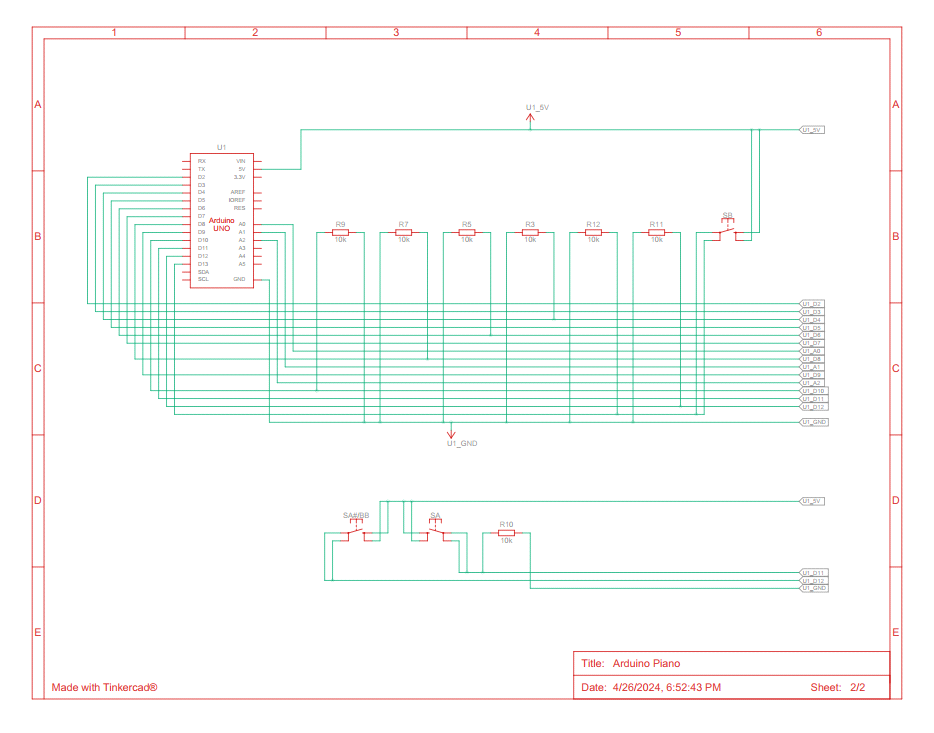 1 2 3 4 5 6
A A
U1_5V
U1_5V
U1
RX VIN
TX 5V
D2 3.3V
D3
D4 AREF
D5 IOREF
D6 RES
D7
D8 A0
D9 A1
D10 A2
D11 A3
D12 A4
D13 A5
SDA
SCL GND
Arduino
UNO
B B
R9 R7 R5 R3 R12 R11 SB
10k 10k 10k 10k 10k 10k
U1_D2
U1_D3
U1_D4
U1_D5
U1_D6
U1_D7
U1_A0
U1_D8
U1_A1
U1_D9
U1_A2
U1_D10
U1_D11
U1_D12
U1_GND
C C
U1_GND
D D
U1_5V
SA#/BB SA R10
10k
U1_D11
U1_D12
U1_GND
E E
Title: Arduino Piano
Made with Tinkercad®
Date: 4/26/2024, 6:52:43 PM Sheet: 2/2